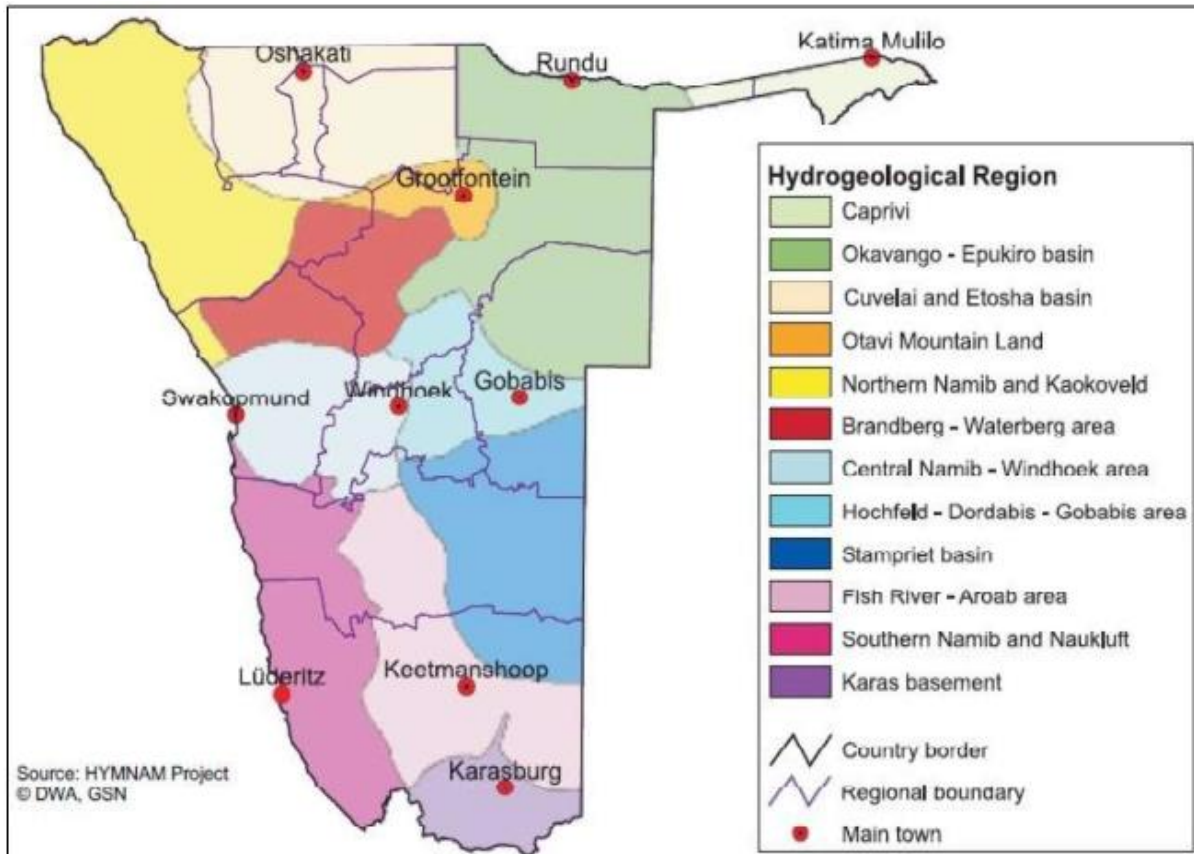 Oshakati
Rundu
Katima Mulilo
Grootfontein
Swakopmund
Windhoek
Gobabis
Lüderitz
Keetmanshoop
Karasburg
Source: HYMNAM Project
© DWA, GSN
Hydrogeological Region
Caprivi
Okavango - Epukiro basin
Cuvelai and Etosha basin
Otavi Mountain Land
Northern Namib and Kaokoveld
Brandberg - Waterberg area
Central Namib - Windhoek area
Hochfeld - Dordabis - Gobabis area
Stampriet basin
Fish River - Aroab area
Southern Namib and Naukluft
Karas basement
Country border
Regional boundary
Main town